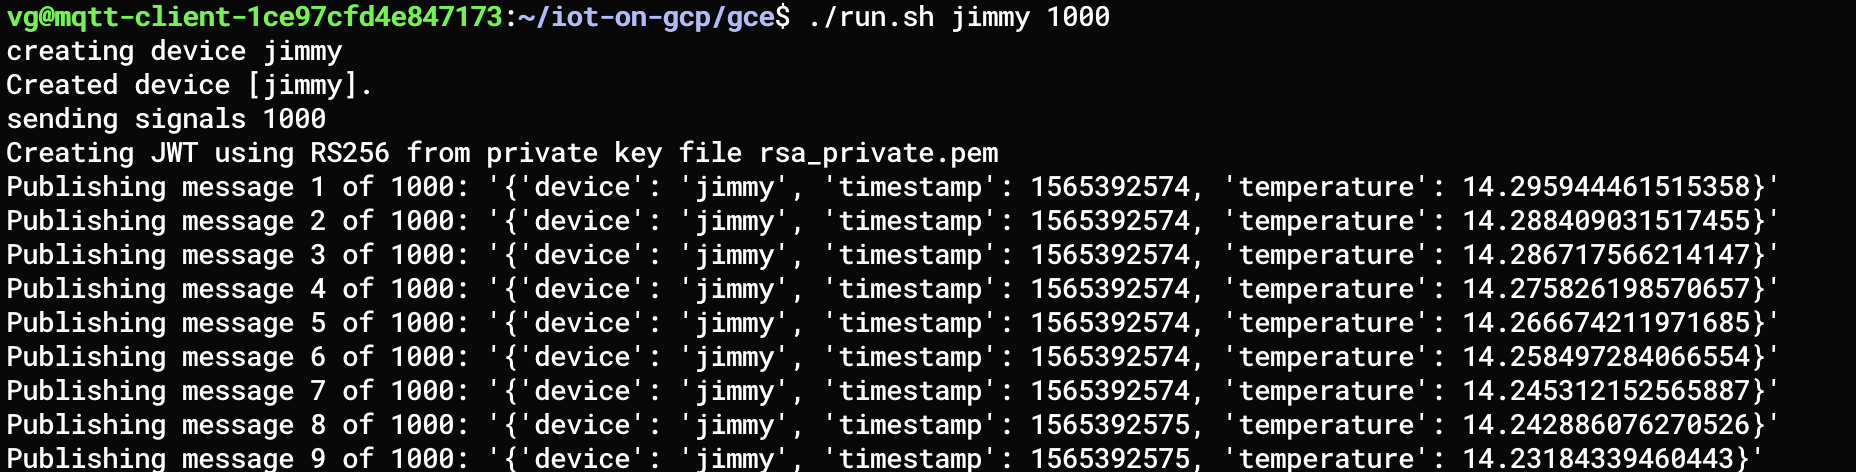 vg@mqtt-client-1ce97cfd4e847173:~/iot-on-gcp/gce$ ./run.sh jimmy 1000
creating device jimmy
Created device [jimmy].
sending signals 1000
Creating JWT using RS256 from private key file rsa_private.pem
Publishing message 1 of 1000: '{'device': 'jimmy', 'timestamp': 1565392574, 'temperature': 14.295944461515358}'
Publishing message 2 of 1000: '{'device': 'jimmy', 'timestamp': 1565392574, 'temperature': 14.288409031517455}'
Publishing message 3 of 1000: '{'device': 'jimmy', 'timestamp': 1565392574, 'temperature': 14.286717566214147}'
Publishing message 4 of 1000: '{'device': 'jimmy', 'timestamp': 1565392574, 'temperature': 14.275826198570657}'
Publishing message 5 of 1000: '{'device': 'jimmy', 'timestamp': 1565392574, 'temperature': 14.266674211971685}'
Publishing message 6 of 1000: '{'device': 'jimmy', 'timestamp': 1565392574, 'temperature': 14.258497284066554}'
Publishing message 7 of 1000: '{'device': 'jimmy', 'timestamp': 1565392574, 'temperature': 14.245312152565887}'
Publishing message 8 of 1000: '{'device': 'jimmy', 'timestamp': 1565392575, 'temperature': 14.242886076270526}'
Publishing message 9 of 1000: '{'device': 'jimmy', 'timestamp': 1565392575, 'temperature': 14.23184339460443}'